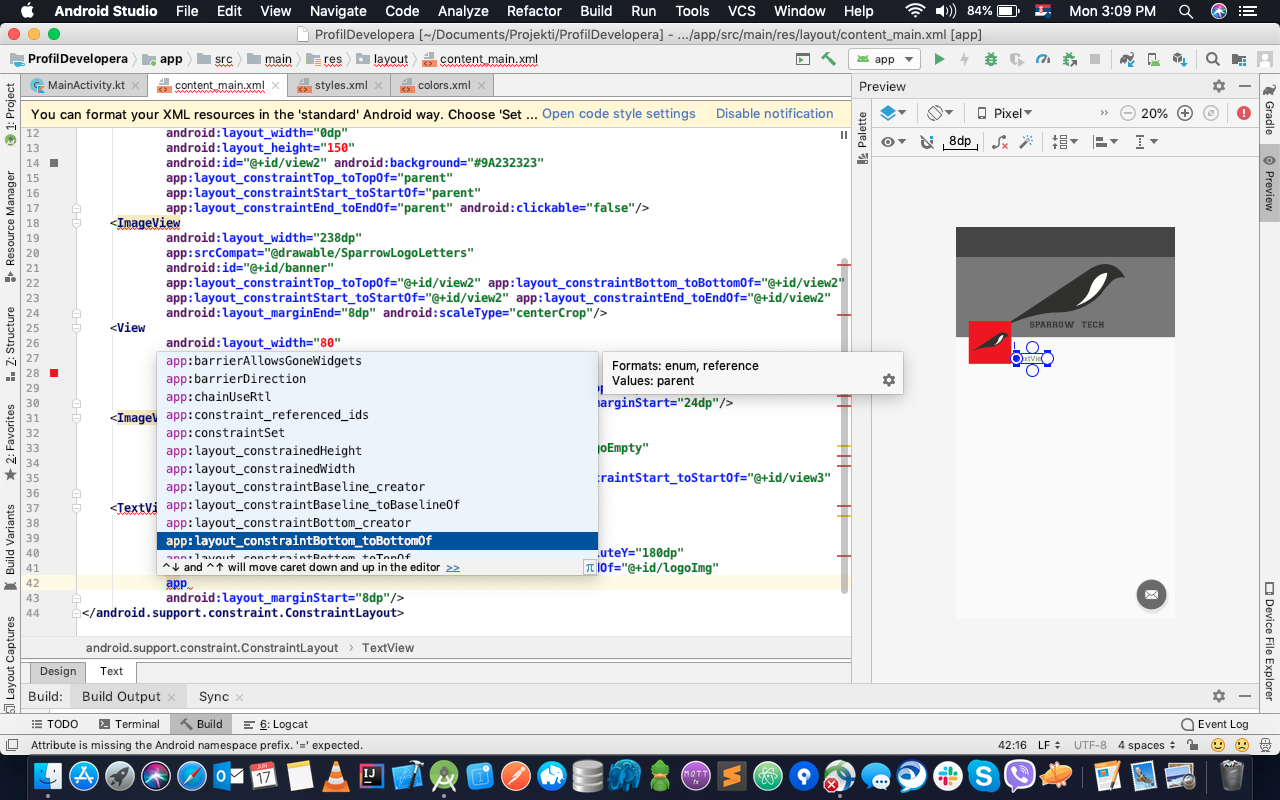 Android Studio File Edit View Navigate Code Analyze Refactor Build Run Tools VCS Window Help 84% Mon 3:09 PM
ProfilDevelopera [~/Documents/Projekti/ProfilDevelopera] - .../app/src/main/res/layout/content_main.xml [app]
ProfilDevelopera app src main res layout content_main.xml app
MainActivity.kt content_main.xml styles.xml colors.xml Preview
You can format your XML resources in the 'standard' Android way. Choose 'Set ... Open code style settings Disable notification
Pixel 20%
8dp
12 android:layout_width="0dp"
13 android:layout_height="150"
14 android:id="@+id/view2" android:background="#9A232323"
15 app:layout_constraintTop_toTopOf="parent"
16 app:layout_constraintStart_toStartOf="parent"
17 app:layout_constraintEnd_toEndOf="parent" android:clickable="false"/>
18 <ImageView
19 android:layout_width="238dp"
20 app:srcCompat="@drawable/SparrowLogoLetters"
21 android:id="@+id/banner"
22 app:layout_constraintTop_toTopOf="@+id/view2" app:layout_constraintBottom_toBottomOf="@+id/view2"
23 app:layout_constraintStart_toStartOf="@+id/view2" app:layout_constraintEnd_toEndOf="@+id/view2"
24 android:layout_marginEnd="8dp" android:scaleType="centerCrop"/>
25 <View
26 android:layout_width="80"
27
28
29
30 marginStart="24dp"/>
31 <ImageV
32
33 goEmpty"
34
35 traintStart_toStartOf="@+id/view3"
36
37 <TextVi
38
39
40 luteY="180dp"
41 dOf="@+id/logoImg"
42 app
43 android:layout_marginStart="8dp"/>
44 </android.support.constraint.ConstraintLayout>
app:barrierAllowsGoneWidgets
app:barrierDirection
app:chainUseRtl
app:constraint_referenced_ids
app:constraintSet
app:layout_constrainedHeight
app:layout_constrainedWidth
app:layout_constraintBaseline_creator
app:layout_constraintBaseline_toBaselineOf
app:layout_constraintBottom_creator
app:layout_constraintBottom_toBottomOf
app:layout_constraintBottom_toTopOf
^↓ and ^↑ will move caret down and up in the editor >> π
Formats: enum, reference
Values: parent
SPARROW TECH
1: Project
Resource Manager
Z: Structure
2: Favorites
Build Variants
Layout Captures
Palette
Gradle
Preview
Device File Explorer
android.support.constraint.ConstraintLayout › TextView
Design Text
Build: Build Output Sync
TODO Terminal Build 6: Logcat Event Log
Attribute is missing the Android namespace prefix. '=' expected. 42:16 LF UTF-8 4 spaces
JUN
17
IJ
MATT
fx